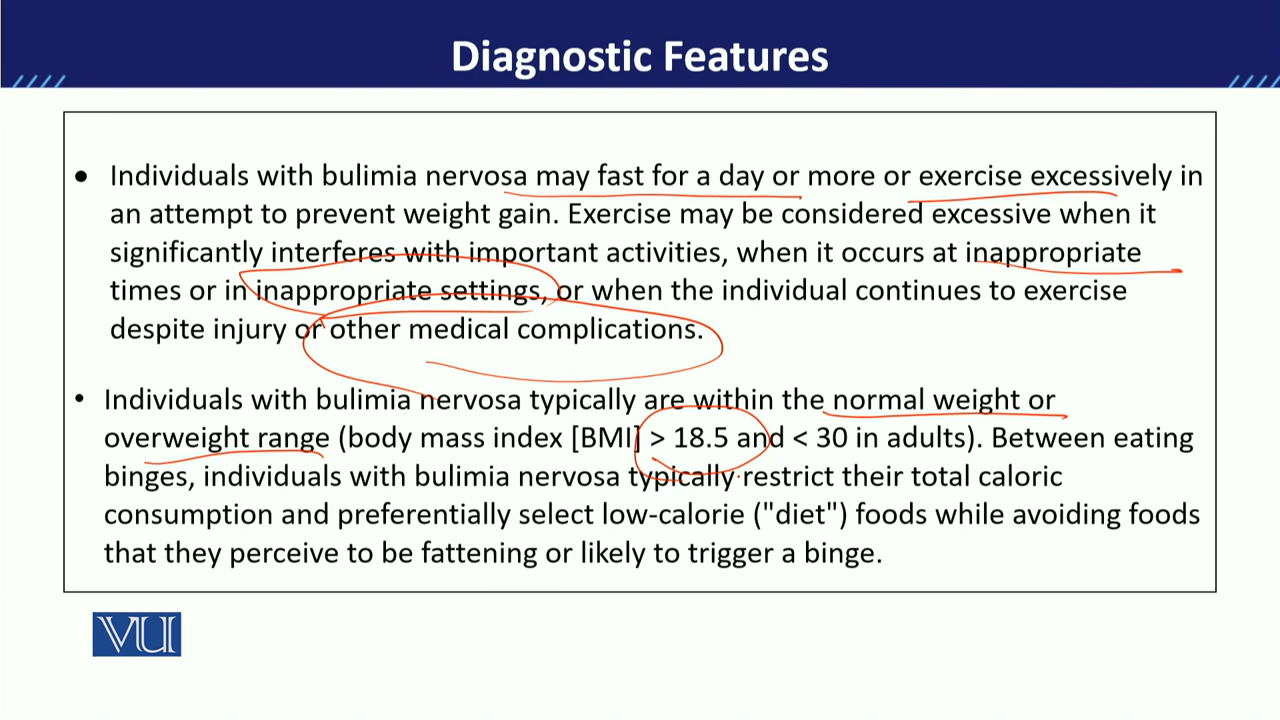 Diagnostic Features
• Individuals with bulimia nervosa may fast for a day or more or exercise excessively in
an attempt to prevent weight gain. Exercise may be considered excessive when it
significantly interferes with important activities, when it occurs at inappropriate
times or in inappropriate settings, or when the individual continues to exercise
despite injury or other medical complications.
• Individuals with bulimia nervosa typically are within the normal weight or
overweight range (body mass index [BMI] > 18.5 and < 30 in adults). Between eating
binges, individuals with bulimia nervosa typically restrict their total caloric
consumption and preferentially select low-calorie ("diet") foods while avoiding foods
that they perceive to be fattening or likely to trigger a binge.
VU